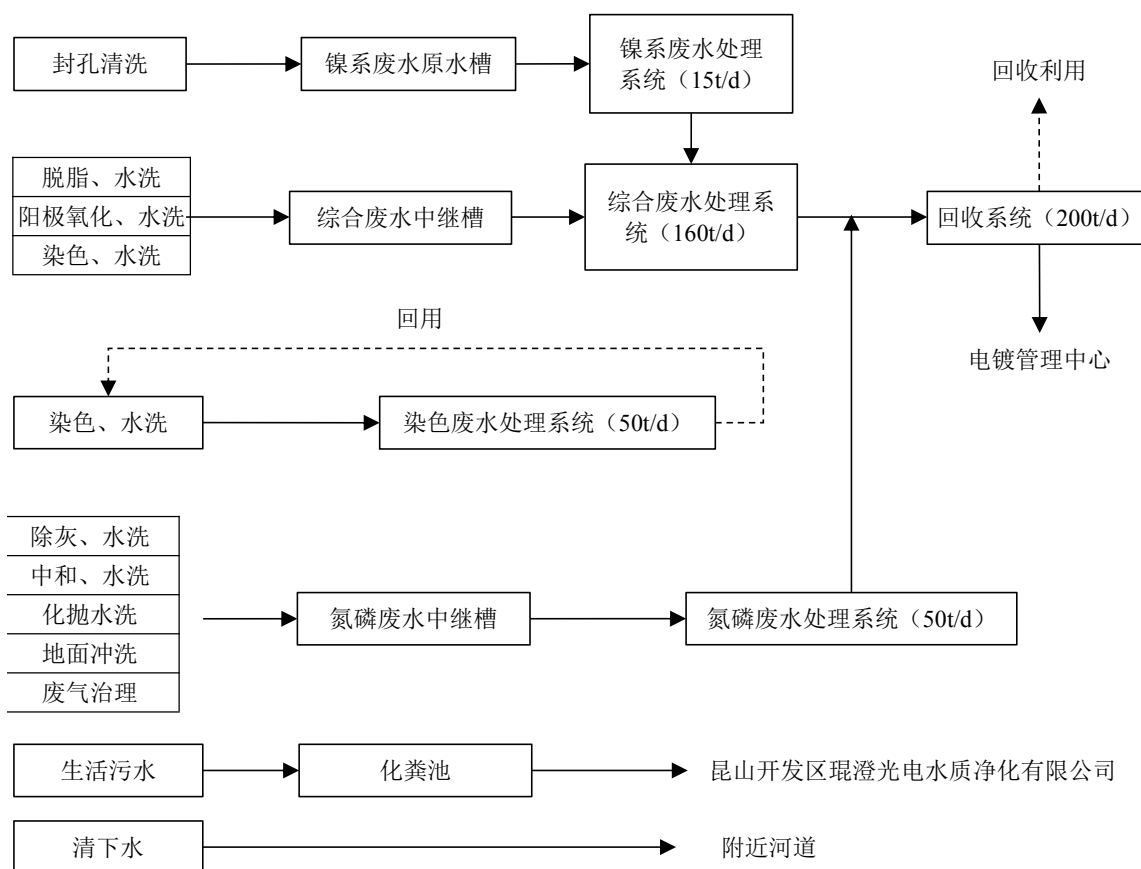 封孔清洗
镍系废水原水槽
镍系废水处理
系统（15t/d）
回收利用
脱脂、水洗
阳极氧化、水洗
染色、水洗
综合废水中继槽
综合废水处理系
统（160t/d）
回收系统（200t/d）
电镀管理中心
回用
染色、水洗
染色废水处理系统（50t/d）
除灰、水洗
中和、水洗
化抛水洗
地面冲洗
废气治理
氮磷废水中继槽
氮磷废水处理系统（50t/d）
生活污水
化粪池
昆山开发区琨澄光电水质净化有限公司
清下水
附近河道